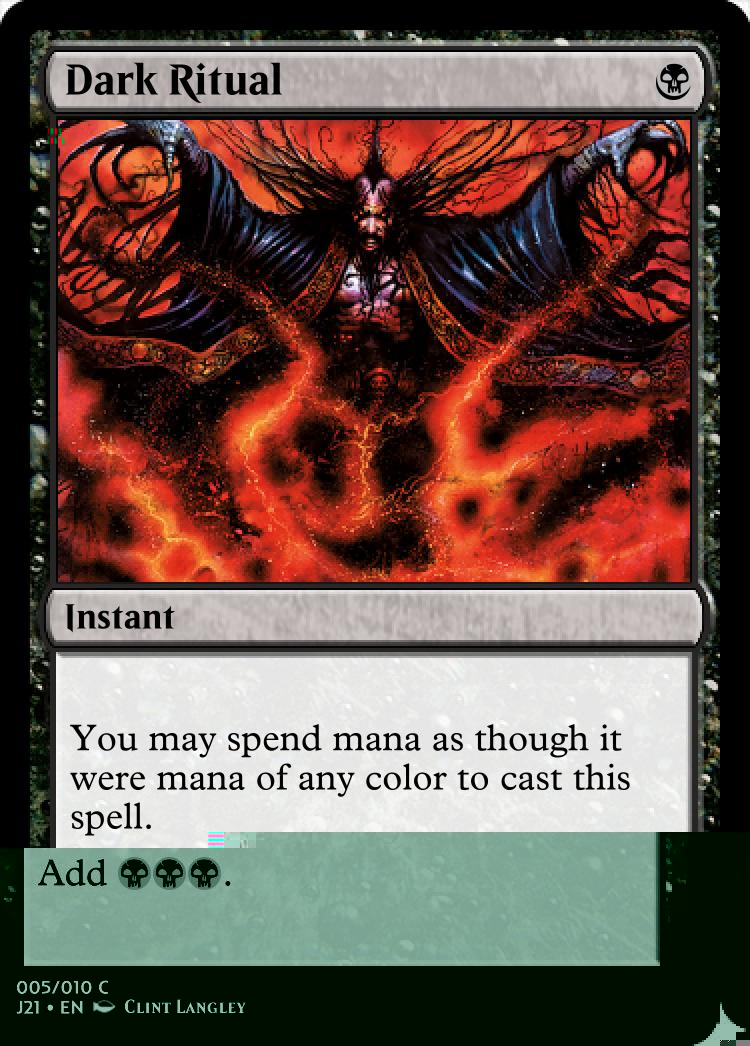 Dark Ritual
Instant
You may spend mana as though it
were mana of any color to cast this
spell.
Add .
005/010 C
J21 • EN Clint Langley